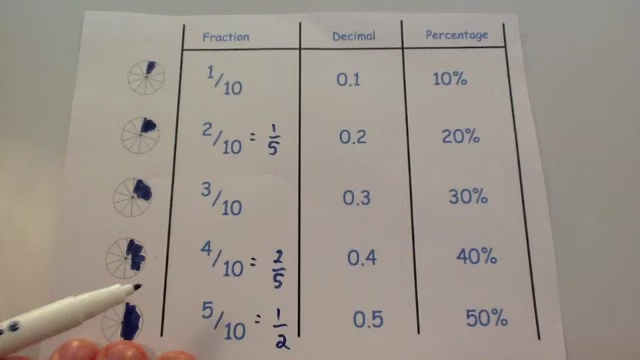 Fraction Decimal Percentage
1/10 0.1 10%
2/10 = 1/5 0.2 20%
3/10 0.3 30%
4/10 = 2/5 0.4 40%
5/10 = 1/2 0.5 50%